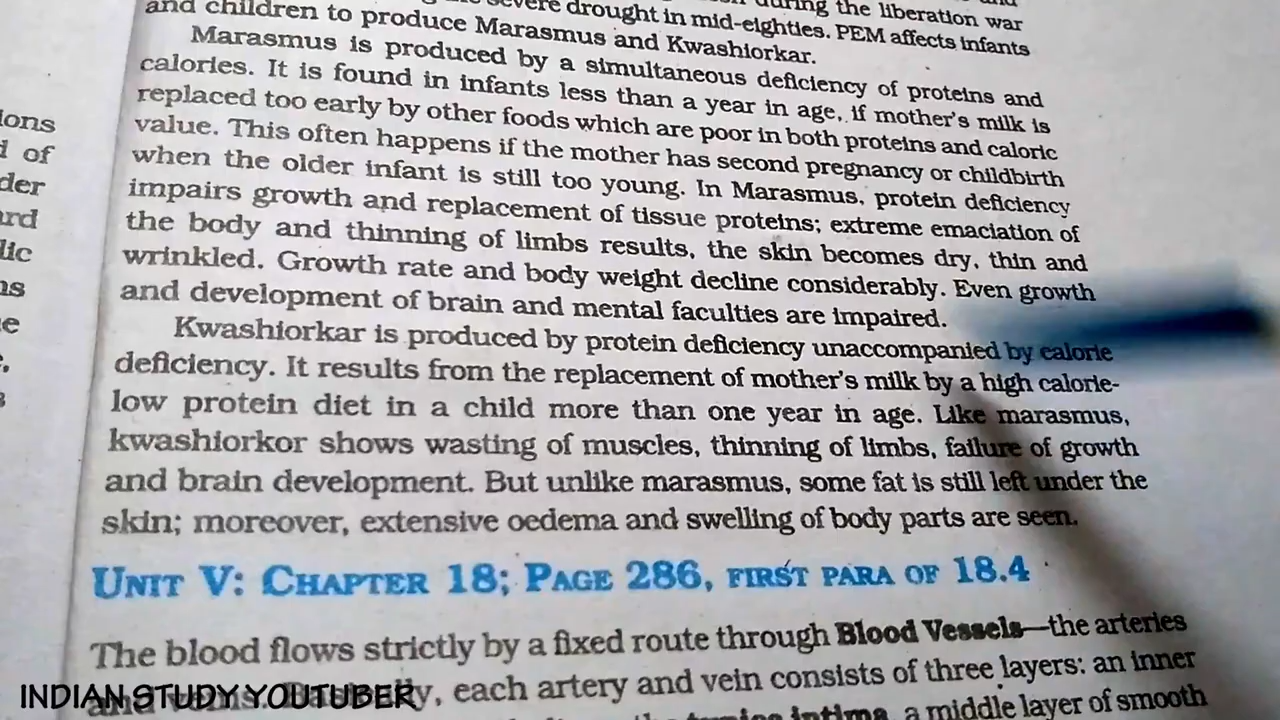 severe drought in mid-eighties. PEM affects infants
during the liberation war
and children to produce Marasmus and Kwashiorkar.
Marasmus is produced by a simultaneous deficiency of proteins and
calories. It is found in infants less than a year in age, if mother's milk is
replaced too early by other foods which are poor in both proteins and caloric
value. This often happens if the mother has second pregnancy or childbirth
when the older infant is still too young. In Marasmus, protein deficiency
impairs growth and replacement of tissue proteins; extreme emaciation of
the body and thinning of limbs results, the skin becomes dry, thin and
wrinkled. Growth rate and body weight decline considerably. Even growth
and development of brain and mental faculties are impaired.
Kwashiorkar is produced by protein deficiency unaccompanied by calorie
deficiency. It results from the replacement of mother's milk by a high calorie-
low protein diet in a child more than one year in age. Like marasmus,
kwashiorkor shows wasting of muscles, thinning of limbs, failure of growth
and brain development. But unlike marasmus, some fat is still left under the
skin; moreover, extensive oedema and swelling of body parts are seen.
UNIT V: CHAPTER 18; PAGE 286, FIRST PARA OF 18.4
The blood flows strictly by a fixed route through Blood Vessels—the arteries
each artery and vein consists of three layers: an inner
intima, a middle layer of smooth
ions
of
der
ard
lic
ns
e
INDIAN STUDY YOUTUBER